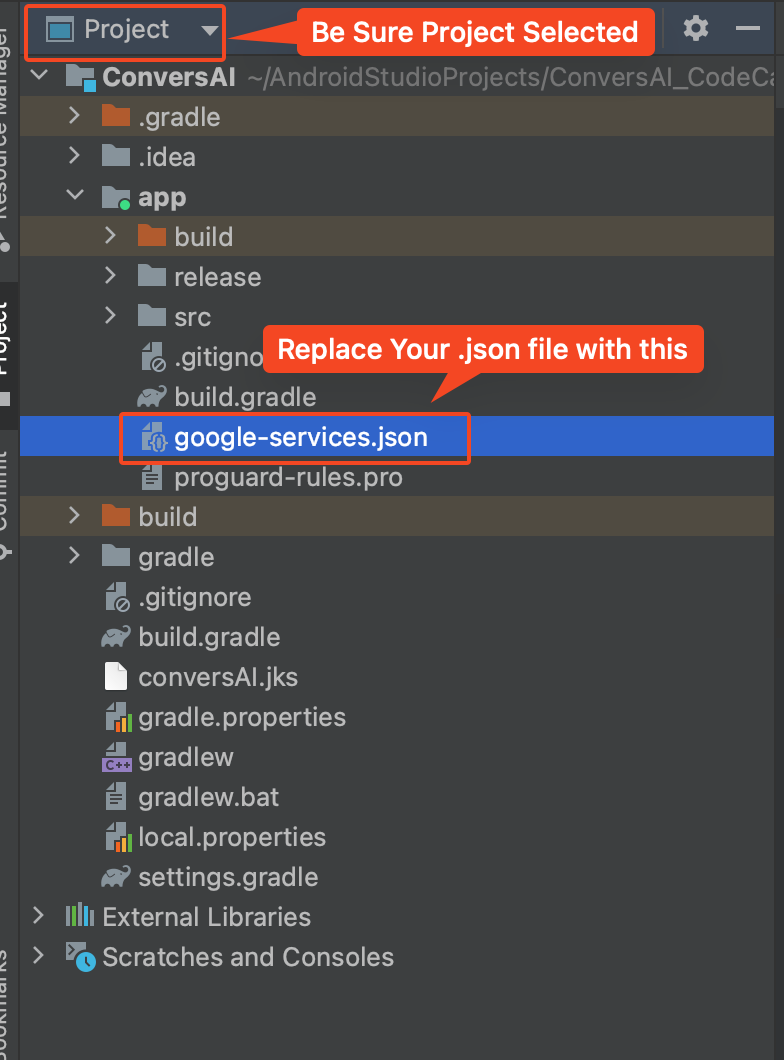 Project
Be Sure Project Selected
ConversAI ~/AndroidStudioProjects/ConversAI_CodeCa
.gradle
.idea
app
build
release
src
Replace Your .json file with this
.gitigno
build.gradle
google-services.json
proguard-rules.pro
build
gradle
.gitignore
build.gradle
conversAI.jks
gradle.properties
C++ gradlew
gradlew.bat
local.properties
settings.gradle
External Libraries
Scratches and Consoles
Resource Manager
Project
Commit
Bookmarks